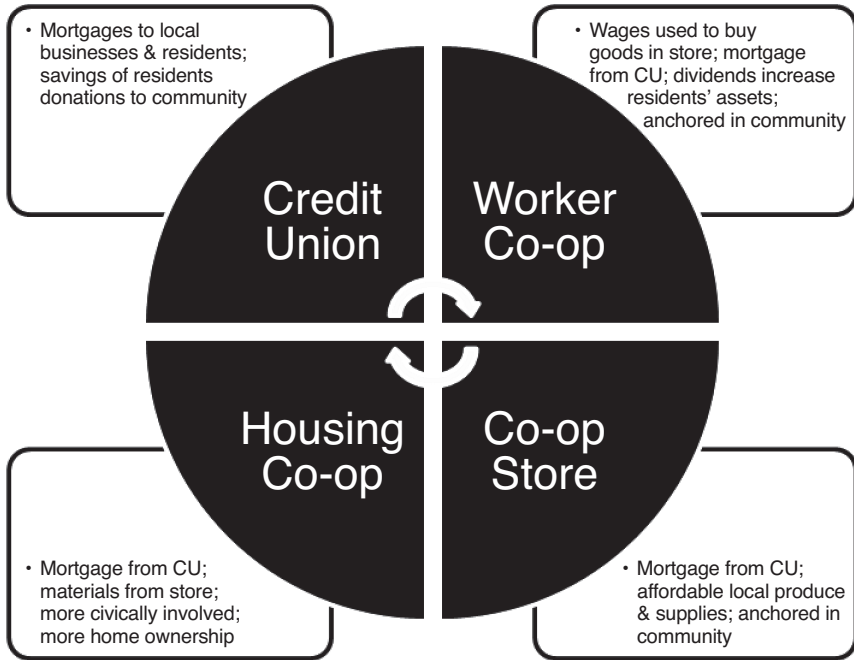 • Mortgages to local
businesses & residents;
savings of residents
donations to community
• Wages used to buy
goods in store; mortgage
from CU; dividends increase
residents’ assets;
anchored in community
Credit
Union
Worker
Co-op
Housing
Co-op
Co-op
Store
• Mortgage from CU;
materials from store;
more civically involved;
more home ownership
• Mortgage from CU;
affordable local produce
& supplies; anchored in
community